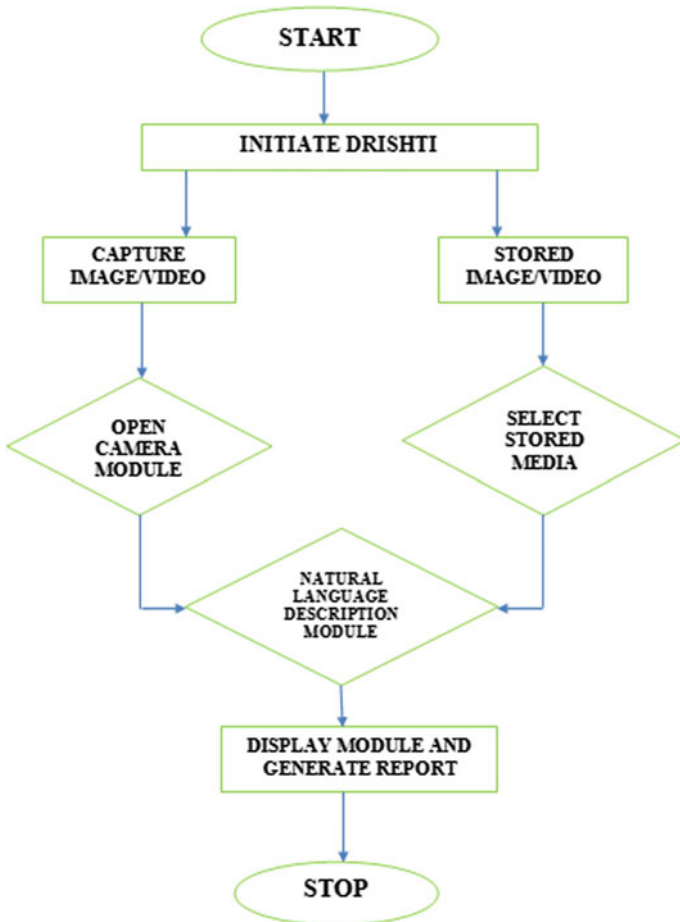 START
INITIATE DRISHTI
CAPTURE
IMAGE/VIDEO
STORED
IMAGE/VIDEO
OPEN
CAMERA
MODULE
SELECT
STORED
MEDIA
NATURAL
LANGUAGE
DESCRIPTION
MODULE
DISPLAY MODULE AND
GENERATE REPORT
STOP